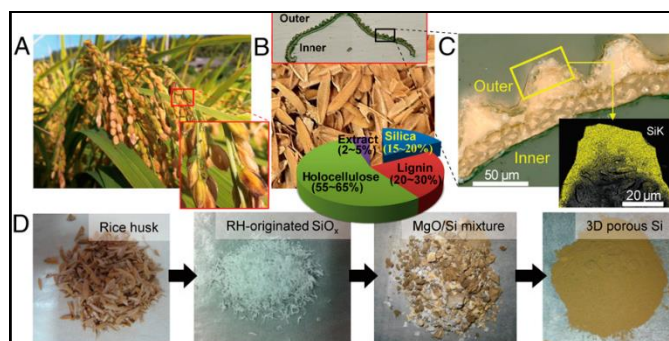 A
B
Outer
Inner
C
Outer
Inner
50 µm
SiK
20 µm
Extract
(2~5%)
Silica
(15~20%)
Holocellulose
(55~65%)
Lignin
(20~30%)
D
Rice husk
RH-originated SiOₓ
MgO/Si mixture
3D porous Si